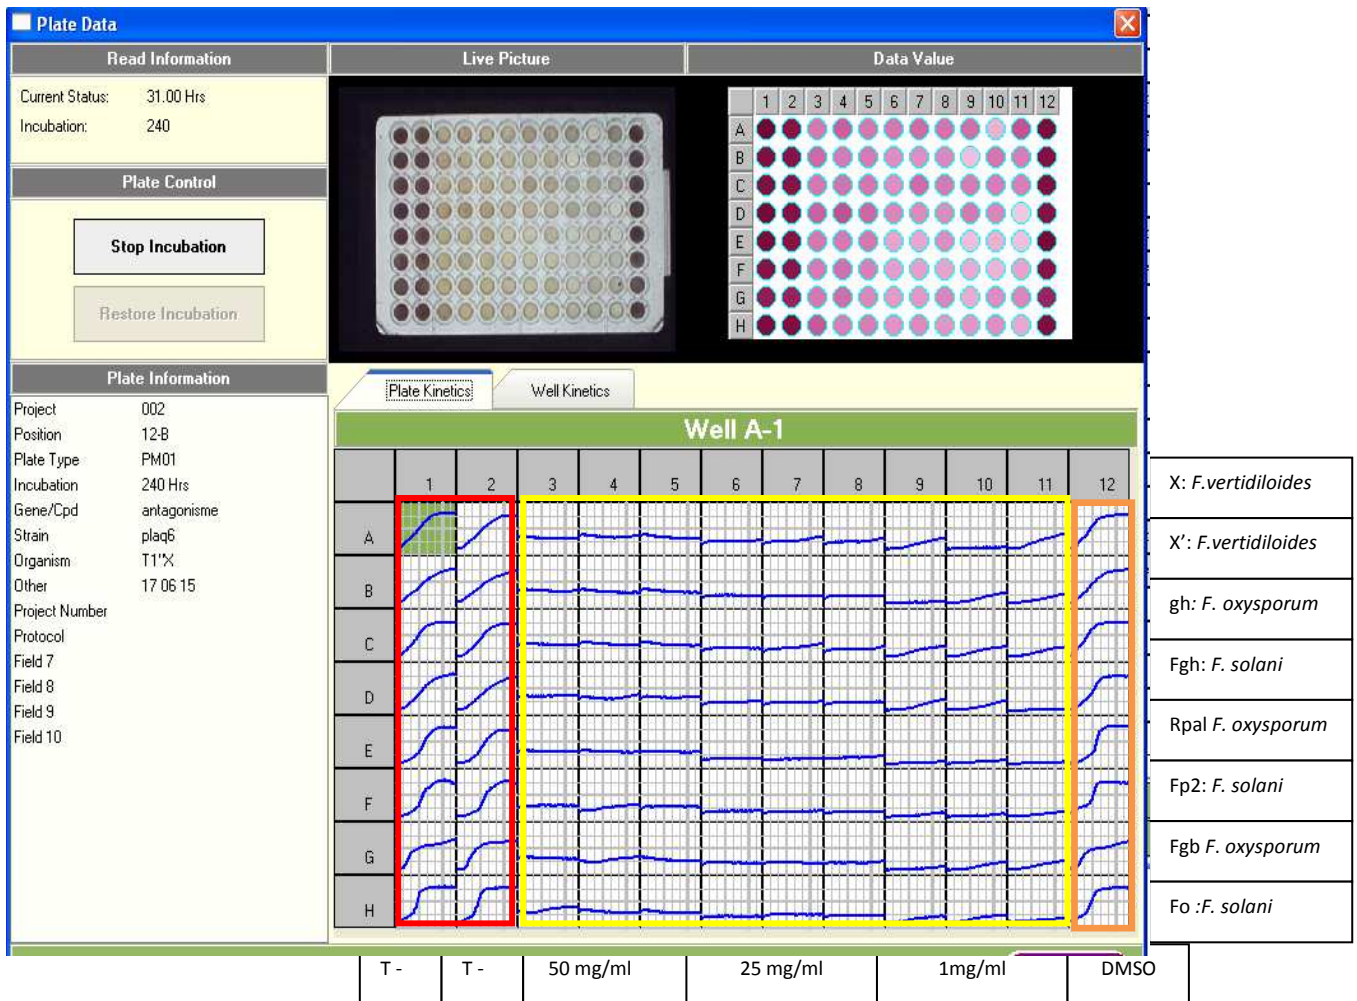 Plate Data
Read Information
Current Status: 31.00 Hrs
Incubation: 240
Plate Control
Stop Incubation
Restore Incubation
Plate Information
Project 002
Position 12-B
Plate Type PM01
Incubation 240 Hrs
Gene/Cpd antagonisme
Strain plaq6
Organism T1"X
Other 17 06 15
Project Number
Protocol
Field 7
Field 8
Field 9
Field 10
Live Picture
Data Value
1 2 3 4 5 6 7 8 9 10 11 12
A
B
C
D
E
F
G
H
Plate Kinetics Well Kinetics
Well A-1
1 2 3 4 5 6 7 8 9 10 11 12
A
B
C
D
E
F
G
H
X: F.vertidiloides
X’: F.vertidiloides
gh: F. oxysporum
Fgh: F. solani
Rpal F. oxysporum
Fp2: F. solani
Fgb F. oxysporum
Fo :F. solani
T - T - 50 mg/ml 25 mg/ml 1mg/ml DMSO